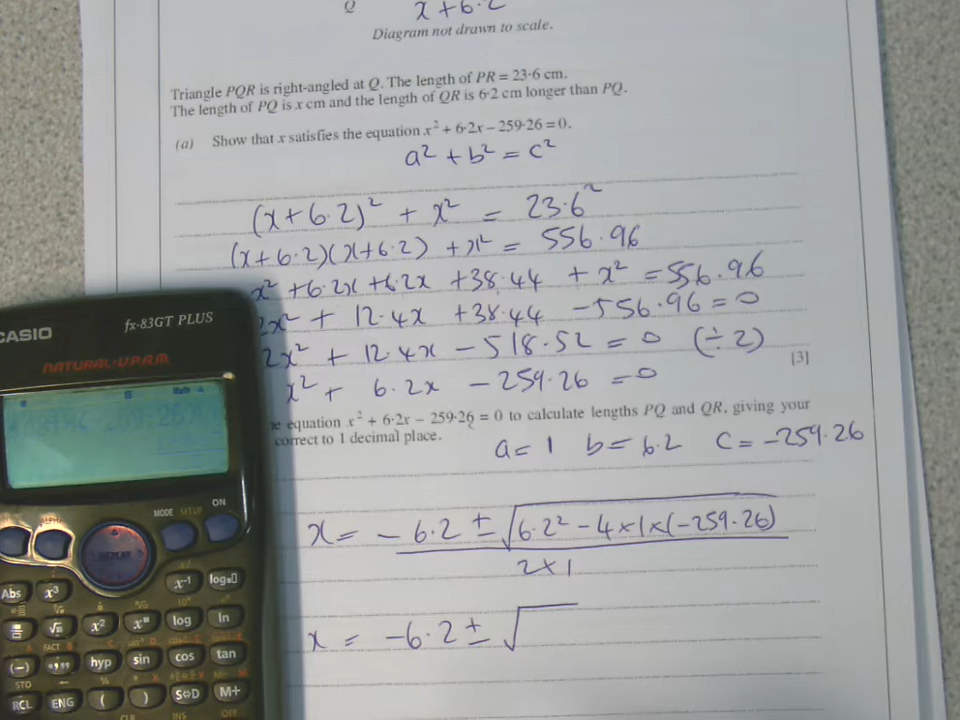 Q
x+6·2
Diagram not drawn to scale.
Triangle PQR is right-angled at Q. The length of PR = 23·6 cm.
The length of PQ is x cm and the length of QR is 6·2 cm longer than PQ.
(a) Show that x satisfies the equation x² + 6·2x – 259·26 = 0.
a² + b² = c²
(x+6.2)² + x² = 23.6²
(x+6.2)(x+6.2) + x² = 556.96
x² +6.2x+6.2x +38.44 + x² = 556.96
2x² + 12.4x +38.44 -556.96 = 0
2x² + 12.4x - 518.52 = 0 (÷2)
[3]
x² + 6.2x - 259.26 = 0
equation x² + 6·2x – 259·26 = 0 to calculate lengths PQ and QR, giving your
correct to 1 decimal place.
a = 1 b = 6.2 c = -259.26
x = -6.2 ± √6.2² - 4×1×(-259.26)
2×1
x = -6.2 ± √
CASIO
fx-83GT PLUS
NATURAL-V.P.A.M.
MODE SETUP
ON
ALPHA
REPLAY
Abs x³ x⁻¹ log
√ x² x log ln
(–) hyp sin cos tan
STO
RCL ENG ( ) S⇔D M+